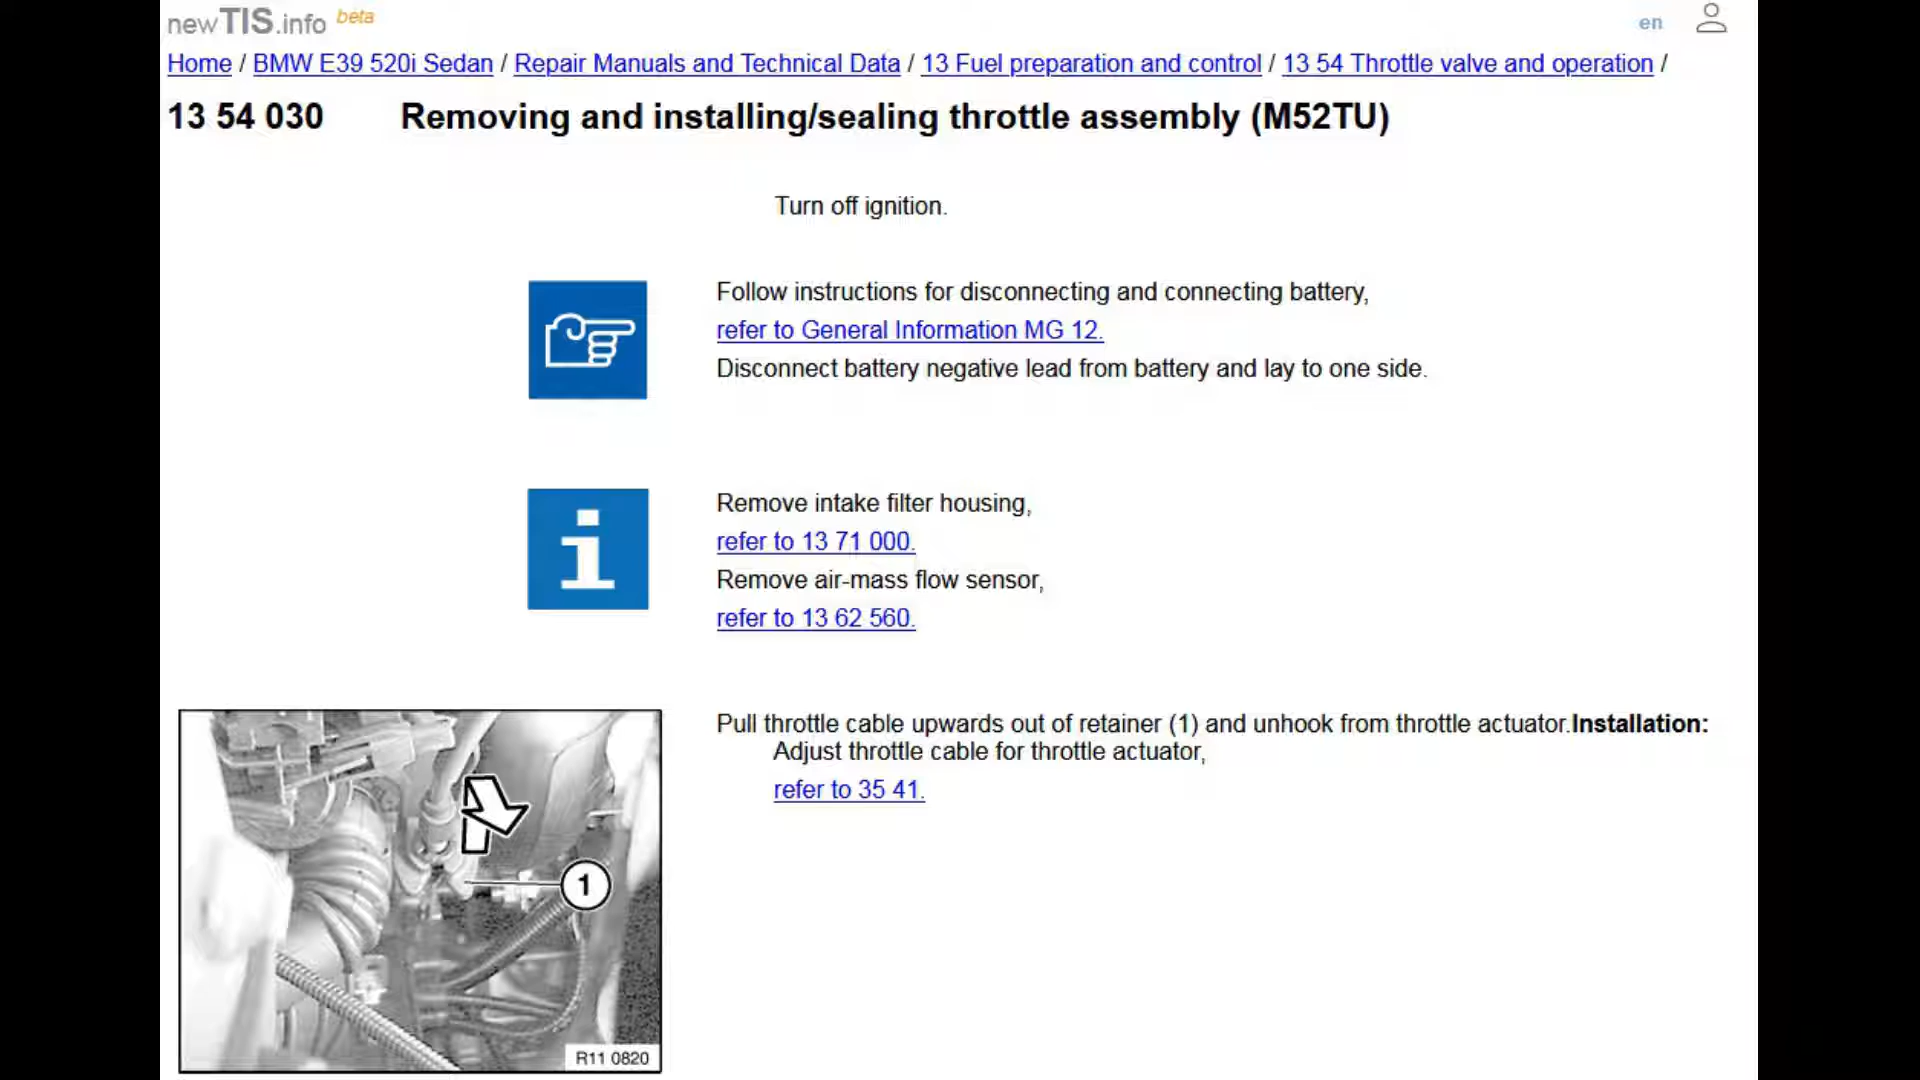 newTIS.info beta
en
Home / BMW E39 520i Sedan / Repair Manuals and Technical Data / 13 Fuel preparation and control / 13 54 Throttle valve and operation /
13 54 030 Removing and installing/sealing throttle assembly (M52TU)
Turn off ignition.
Follow instructions for disconnecting and connecting battery,
refer to General Information MG 12.
Disconnect battery negative lead from battery and lay to one side.
i
Remove intake filter housing,
refer to 13 71 000.
Remove air-mass flow sensor,
refer to 13 62 560.
Pull throttle cable upwards out of retainer (1) and unhook from throttle actuator.Installation:
Adjust throttle cable for throttle actuator,
refer to 35 41.
1
R11 0820